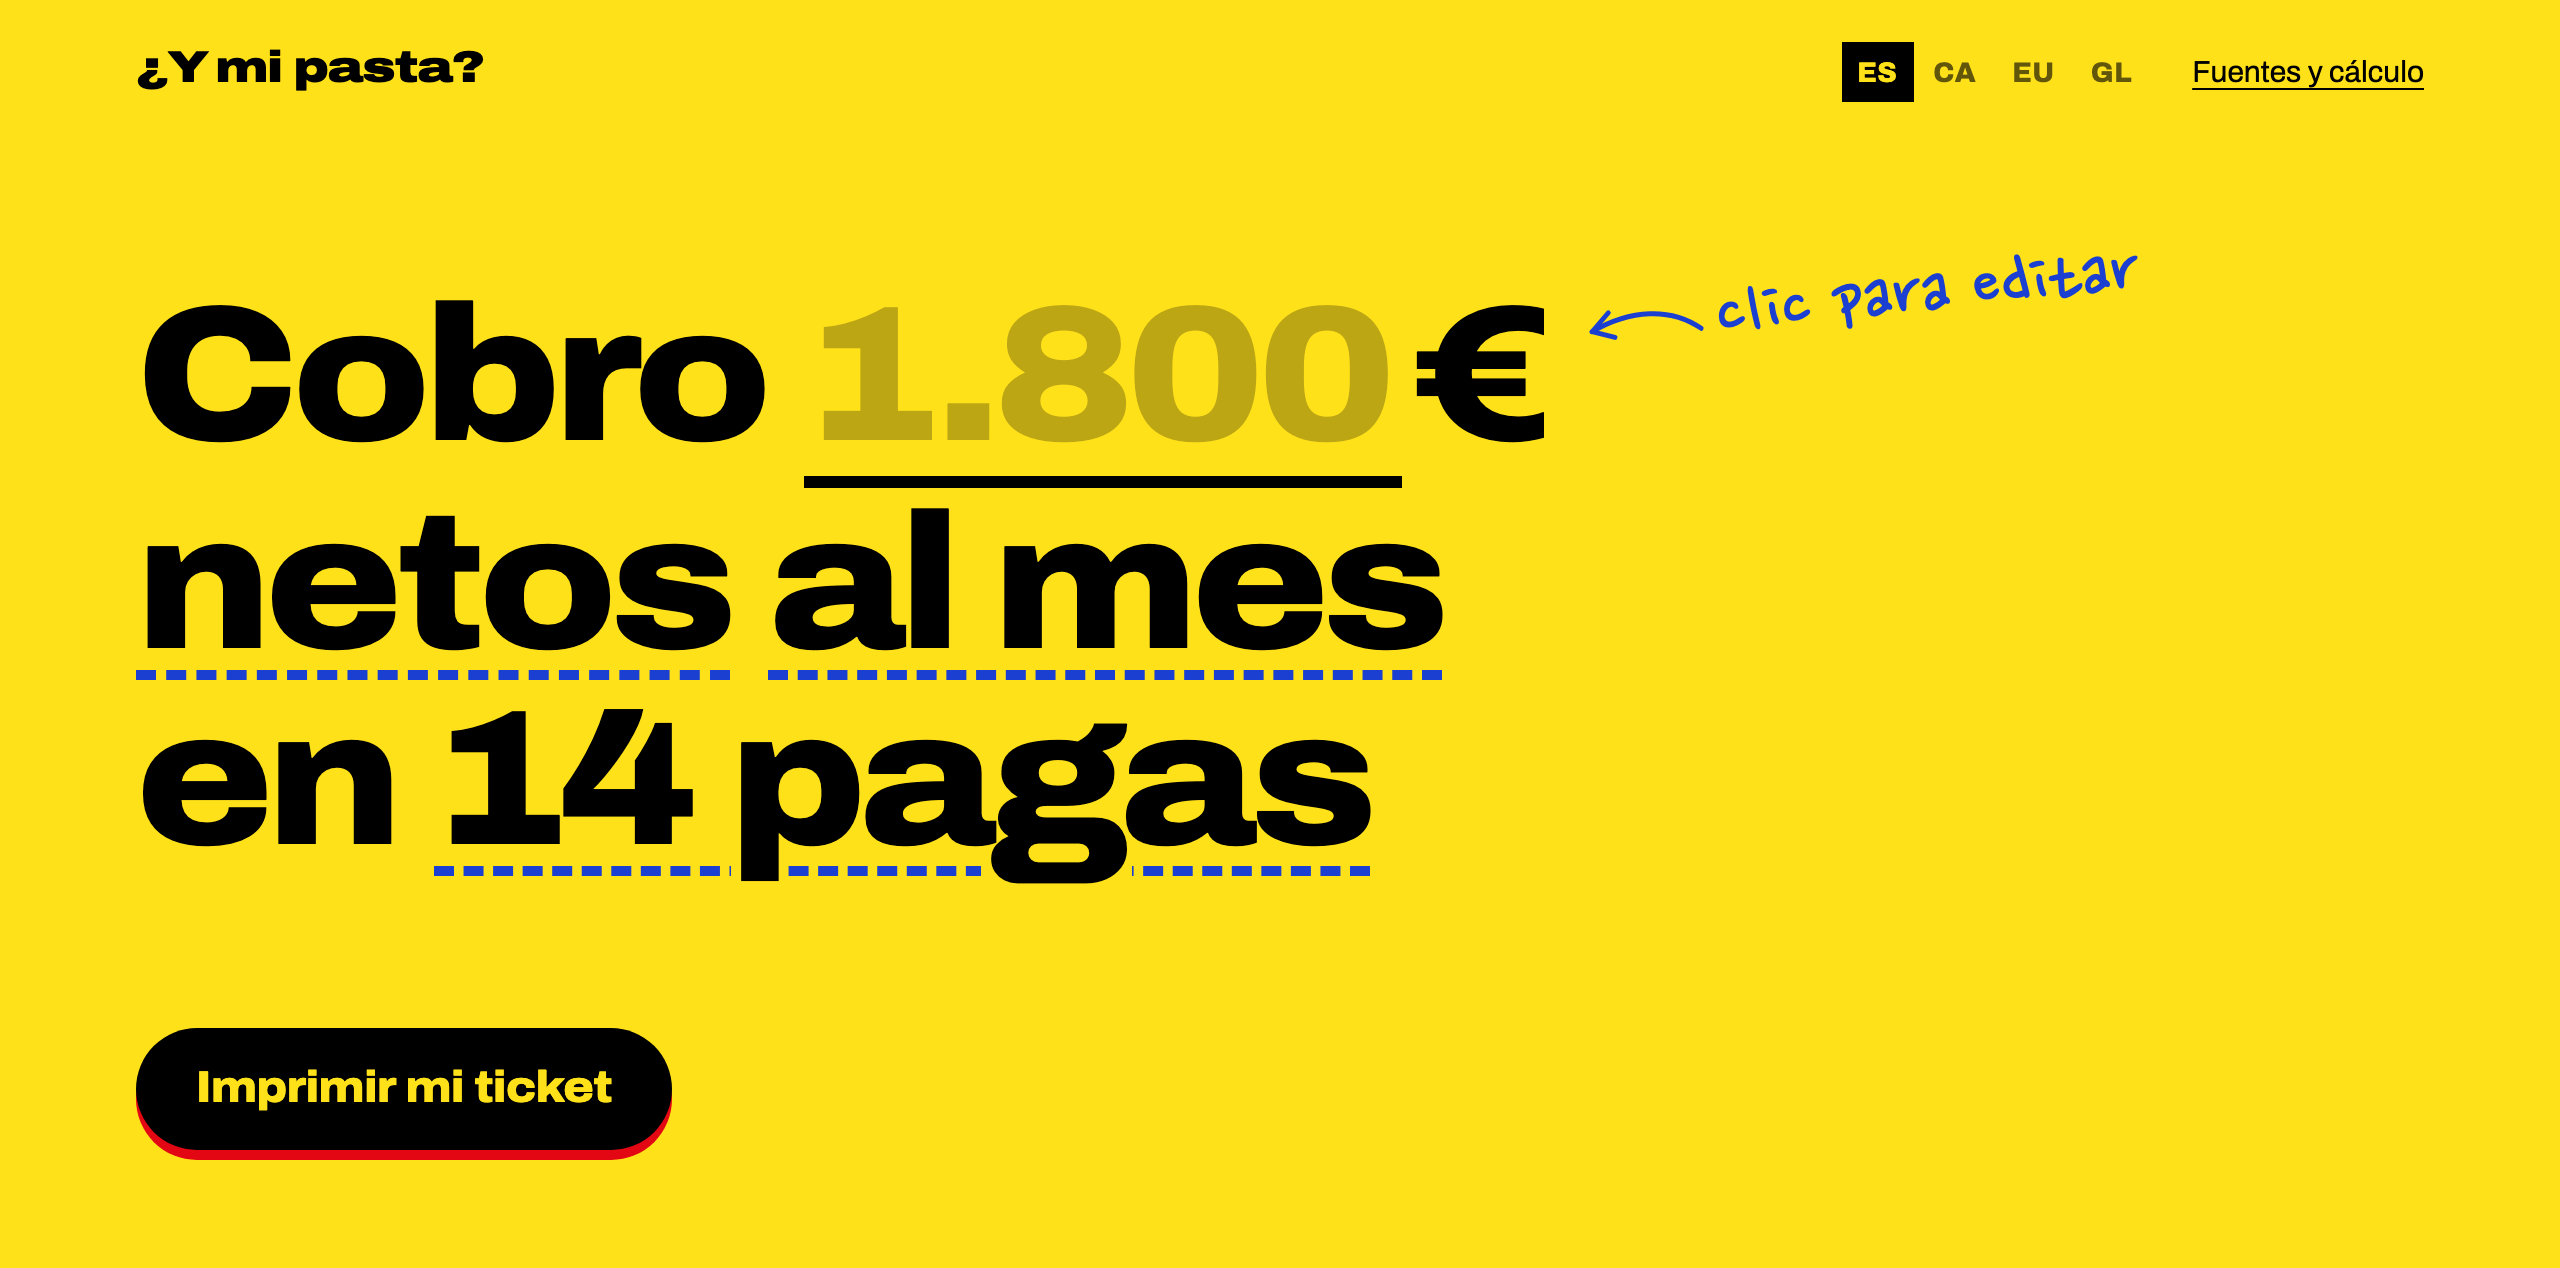 ¿Y mi pasta?
ES CA EU GL Fuentes y cálculo
clic para editar
Cobro 1.800 €
netos al mes
en 14 pagas
Imprimir mi ticket